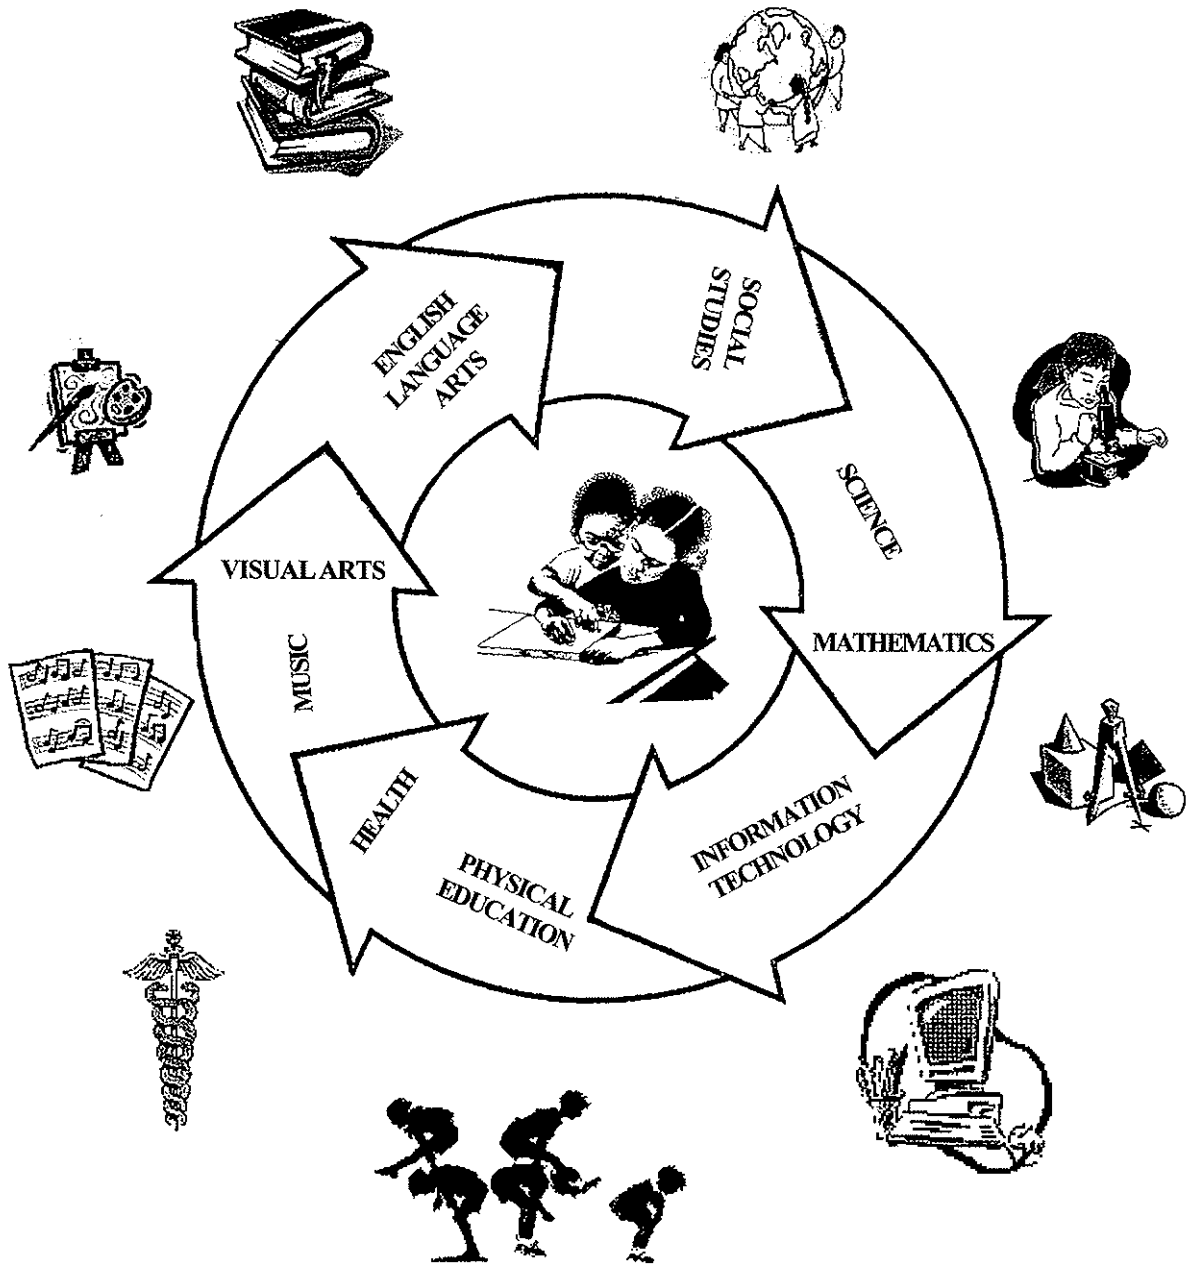 ENGLISH
LANGUAGE
ARTS
SOCIAL
STUDIES
SCIENCE
MATHEMATICS
INFORMATION
TECHNOLOGY
PHYSICAL
EDUCATION
HEALTH
MUSIC
VISUAL ARTS